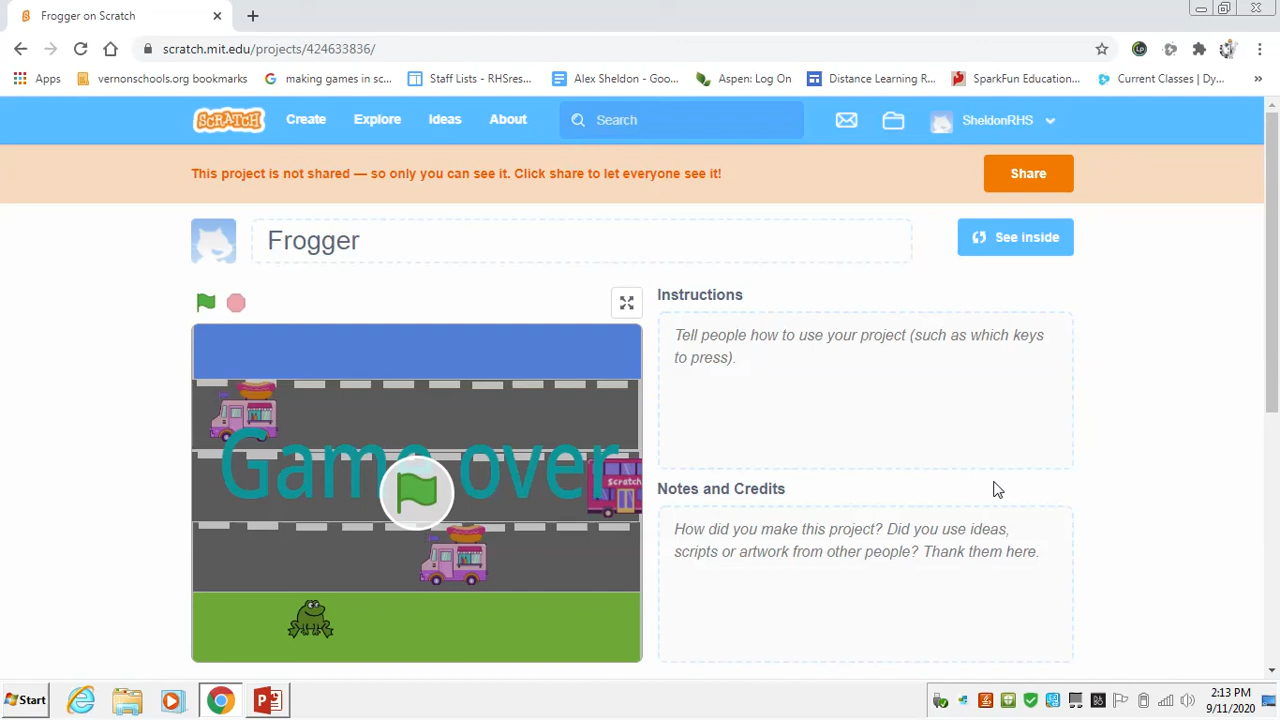 Frogger on Scratch
scratch.mit.edu/projects/424633836/
Apps vernonschools.org bookmarks making games in sc... Staff Lists - RHSres... Alex Sheldon - Goo... Aspen: Log On Distance Learning R... SparkFun Education... Current Classes | Dy...
SCRATCH Create Explore Ideas About Search SheldonRHS
This project is not shared — so only you can see it. Click share to let everyone see it! Share
Frogger See inside
Instructions
Tell people how to use your project (such as which keys
to press).
Game over
Scratch
Notes and Credits
How did you make this project? Did you use ideas,
scripts or artwork from other people? Thank them here.
Start 2:13 PM
9/11/2020